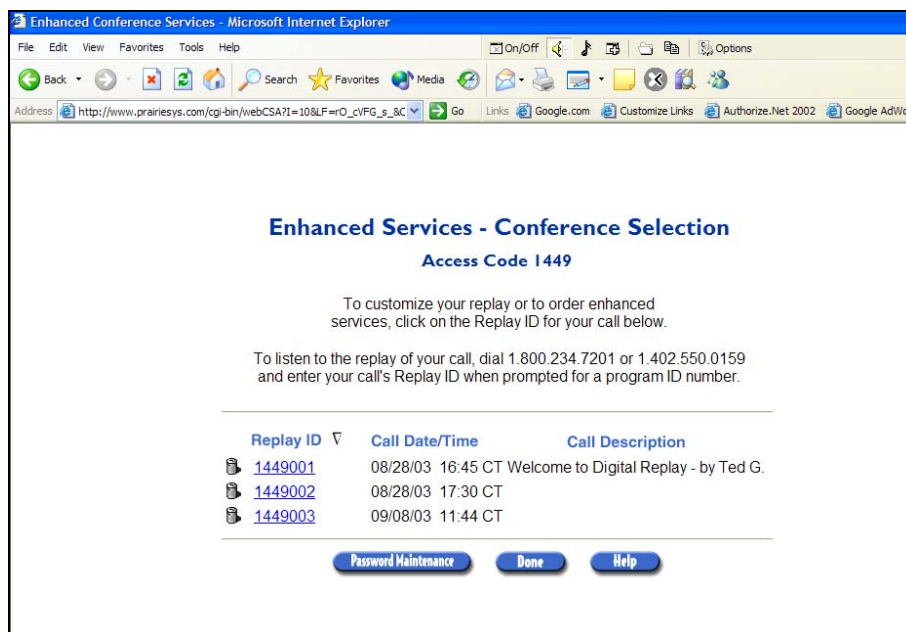 Enhanced Conference Services - Microsoft Internet Explorer
File Edit View Favorites Tools Help On/Off Options
Back Search Favorites Media
Address http://www.prairiesys.com/cgi-bin/webCSA?I=10&LF=rO_cVFG_s_&C Go Links Google.com Customize Links Authorize.Net 2002 Google AdWo
Enhanced Services - Conference Selection
Access Code 1449
To customize your replay or to order enhanced
services, click on the Replay ID for your call below.
To listen to the replay of your call, dial 1.800.234.7201 or 1.402.550.0159
and enter your call's Replay ID when prompted for a program ID number.
Replay ID Call Date/Time Call Description
1449001 08/28/03 16:45 CT Welcome to Digital Replay - by Ted G.
1449002 08/28/03 17:30 CT
1449003 09/08/03 11:44 CT
Password Maintenance Done Help